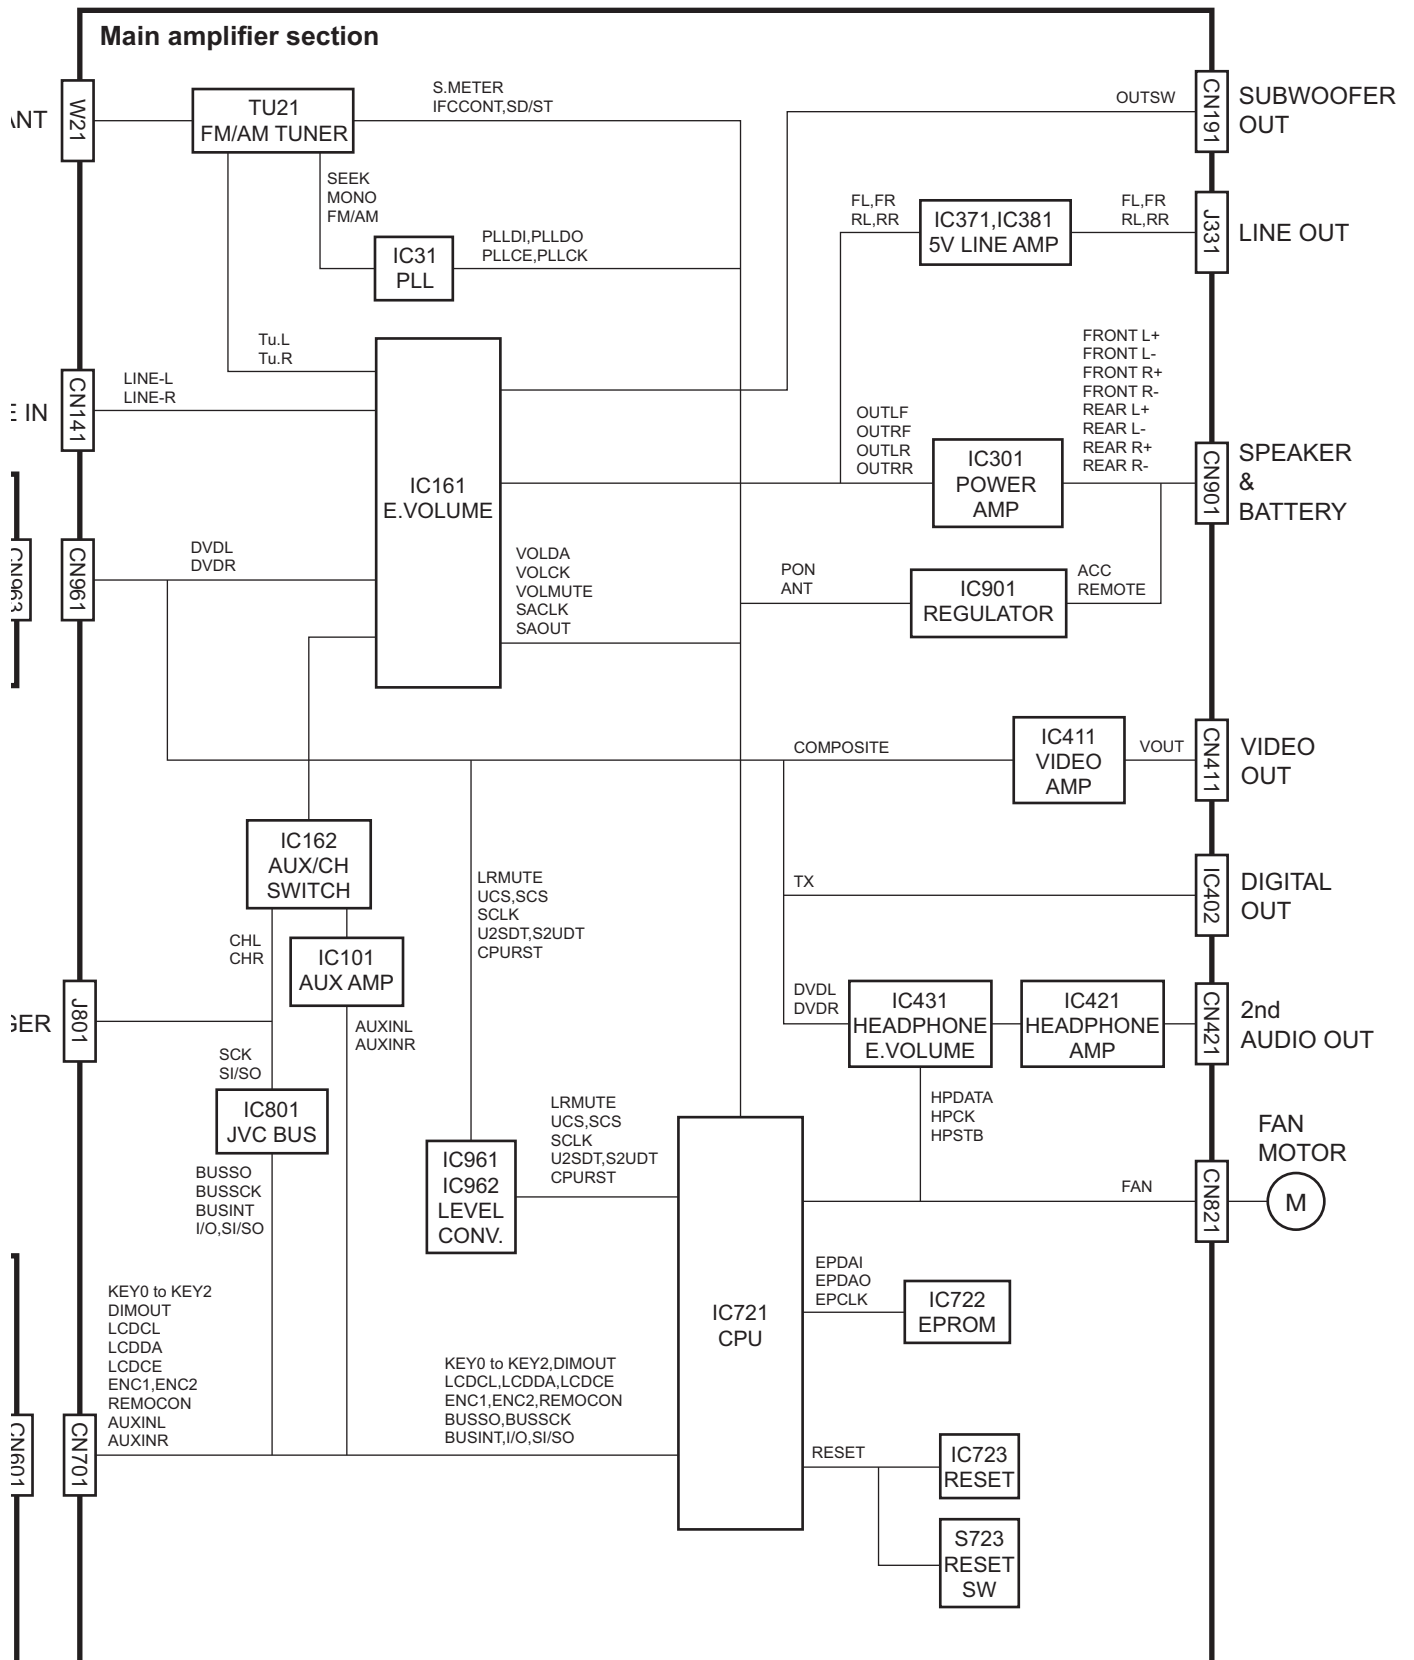 Main amplifier section
ANT
W21
TU21
FM/AM TUNER
S.METER
IFCCONT,SD/ST
OUTSW
CN191
SUBWOOFER
OUT
SEEK
MONO
FM/AM
IC31
PLL
PLLDI,PLLDO
PLLCE,PLLCK
FL,FR
RL,RR
IC371,IC381
5V LINE AMP
FL,FR
RL,RR
J331
LINE OUT
Tu.L
Tu.R
E IN
CN141
LINE-L
LINE-R
IC161
E.VOLUME
OUTLF
OUTRF
OUTLR
OUTRR
IC301
POWER
AMP
FRONT L+
FRONT L-
FRONT R+
FRONT R-
REAR L+
REAR L-
REAR R+
REAR R-
CN901
SPEAKER
&
BATTERY
CN963
CN961
DVDL
DVDR
VOLDA
VOLCK
VOLMUTE
SACLK
SAOUT
PON
ANT
IC901
REGULATOR
ACC
REMOTE
COMPOSITE
IC411
VIDEO
AMP
VOUT
CN411
VIDEO
OUT
IC162
AUX/CH
SWITCH
LRMUTE
UCS,SCS
SCLK
U2SDT,S2UDT
CPURST
TX
IC402
DIGITAL
OUT
CHL
CHR
IC101
AUX AMP
GER
J801
AUXINL
AUXINR
DVDL
DVDR
IC431
HEADPHONE
E.VOLUME
IC421
HEADPHONE
AMP
CN421
2nd
AUDIO OUT
SCK
SI/SO
IC801
JVC BUS
HPDATA
HPCK
HPSTB
BUSSO
BUSSCK
BUSINT
I/O,SI/SO
IC961
IC962
LEVEL
CONV.
LRMUTE
UCS,SCS
SCLK
U2SDT,S2UDT
CPURST
FAN
CN821
FAN
MOTOR
M
IC721
CPU
EPDAI
EPDAO
EPCLK
IC722
EPROM
CN601
CN701
KEY0 to KEY2
DIMOUT
LCDCL
LCDDA
LCDCE
ENC1,ENC2
REMOCON
AUXINL
AUXINR
KEY0 to KEY2,DIMOUT
LCDCL,LCDDA,LCDCE
ENC1,ENC2,REMOCON
BUSSO,BUSSCK
BUSINT,I/O,SI/SO
RESET
IC723
RESET
S723
RESET
SW